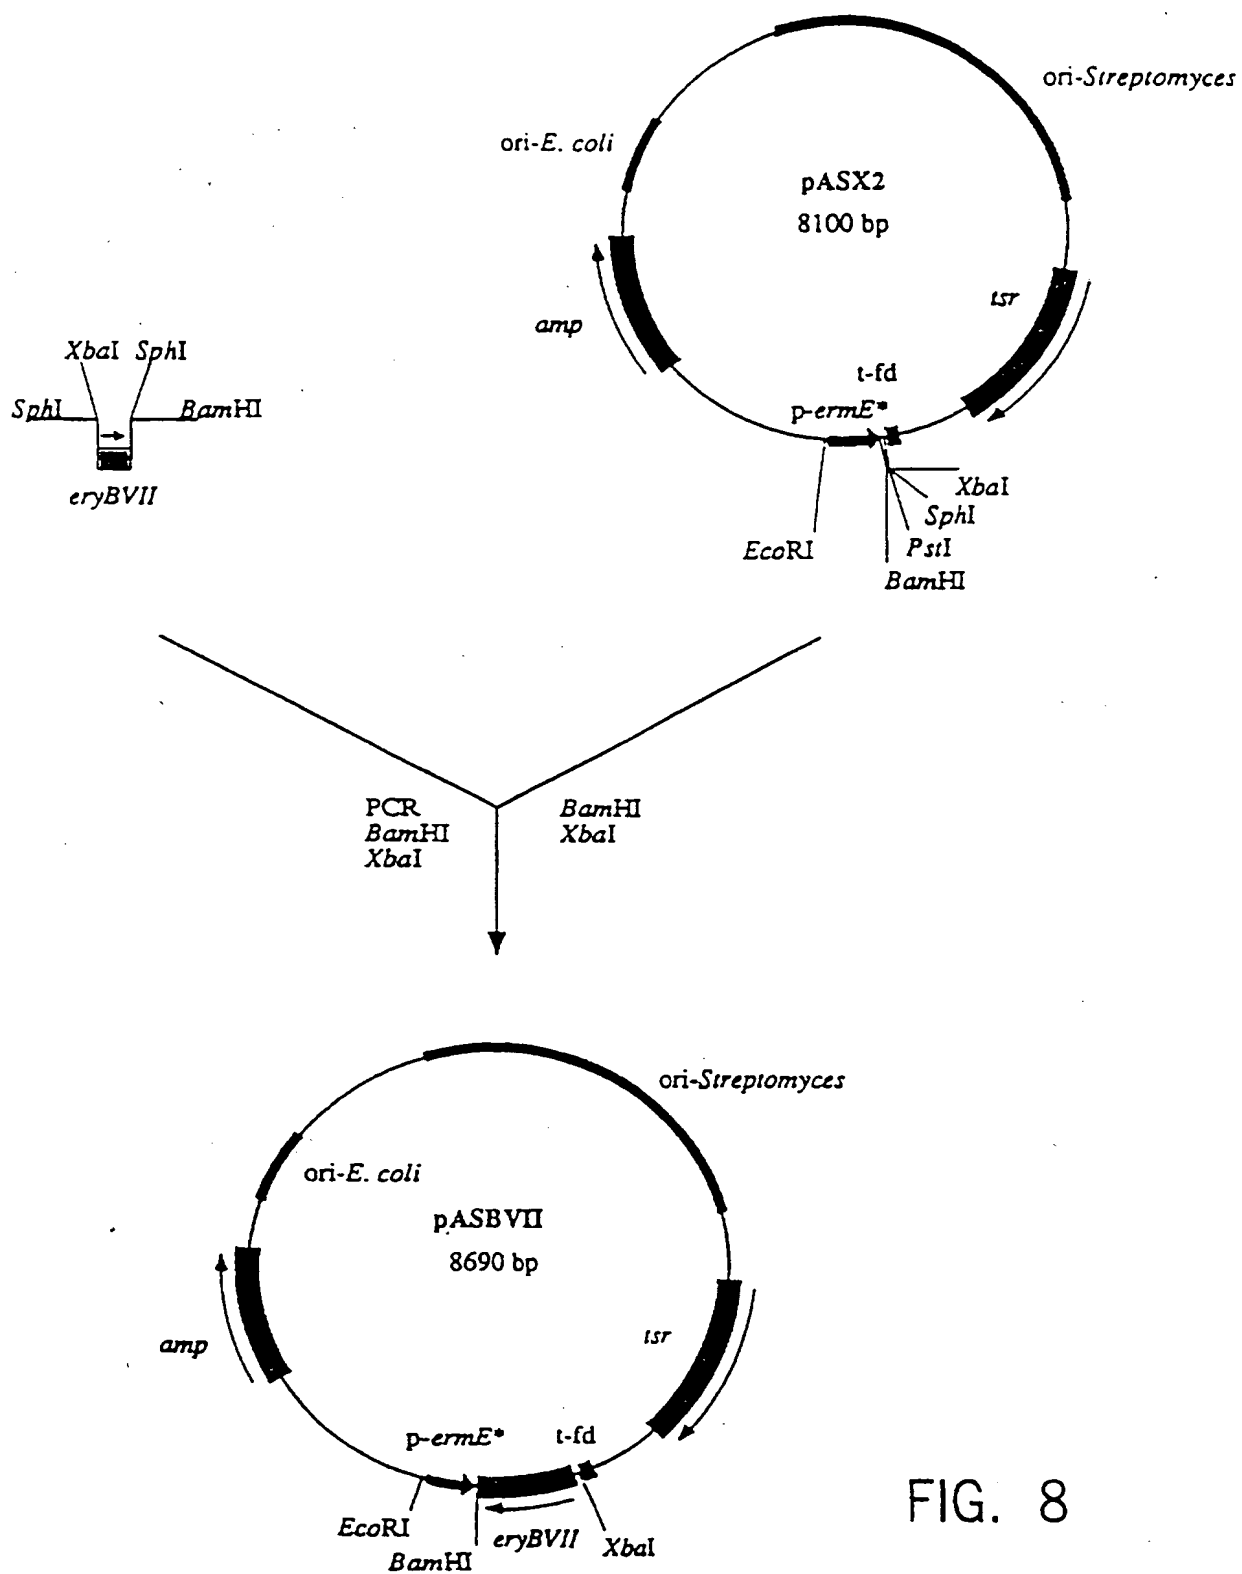 ori-Streptomyces
ori-E. coli
pASX2
8100 bp
tsr
amp
t-fd
p-ermE*
XbaI SphI
SphI BamHI
eryBVII
XbaI
SphI
PstI
EcoRI
BamHI
PCR
BamHI
XbaI
BamHI
XbaI
ori-Streptomyces
ori-E. coli
pASBVII
8690 bp
tsr
amp
p-ermE*
t-fd
EcoRI
BamHI
eryBVII
XbaI
FIG. 8